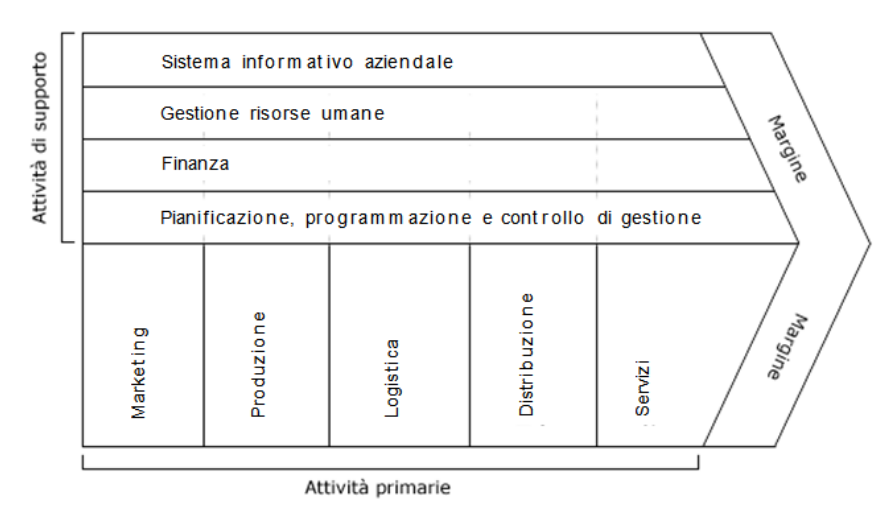 Attività di supporto
Sistema informativo aziendale
Gestione risorse umane
Finanza
Pianificazione, programmazione e controllo di gestione
Margine
Marketing
Produzione
Logistica
Distribuzione
Servizi
Margine
Attività primarie